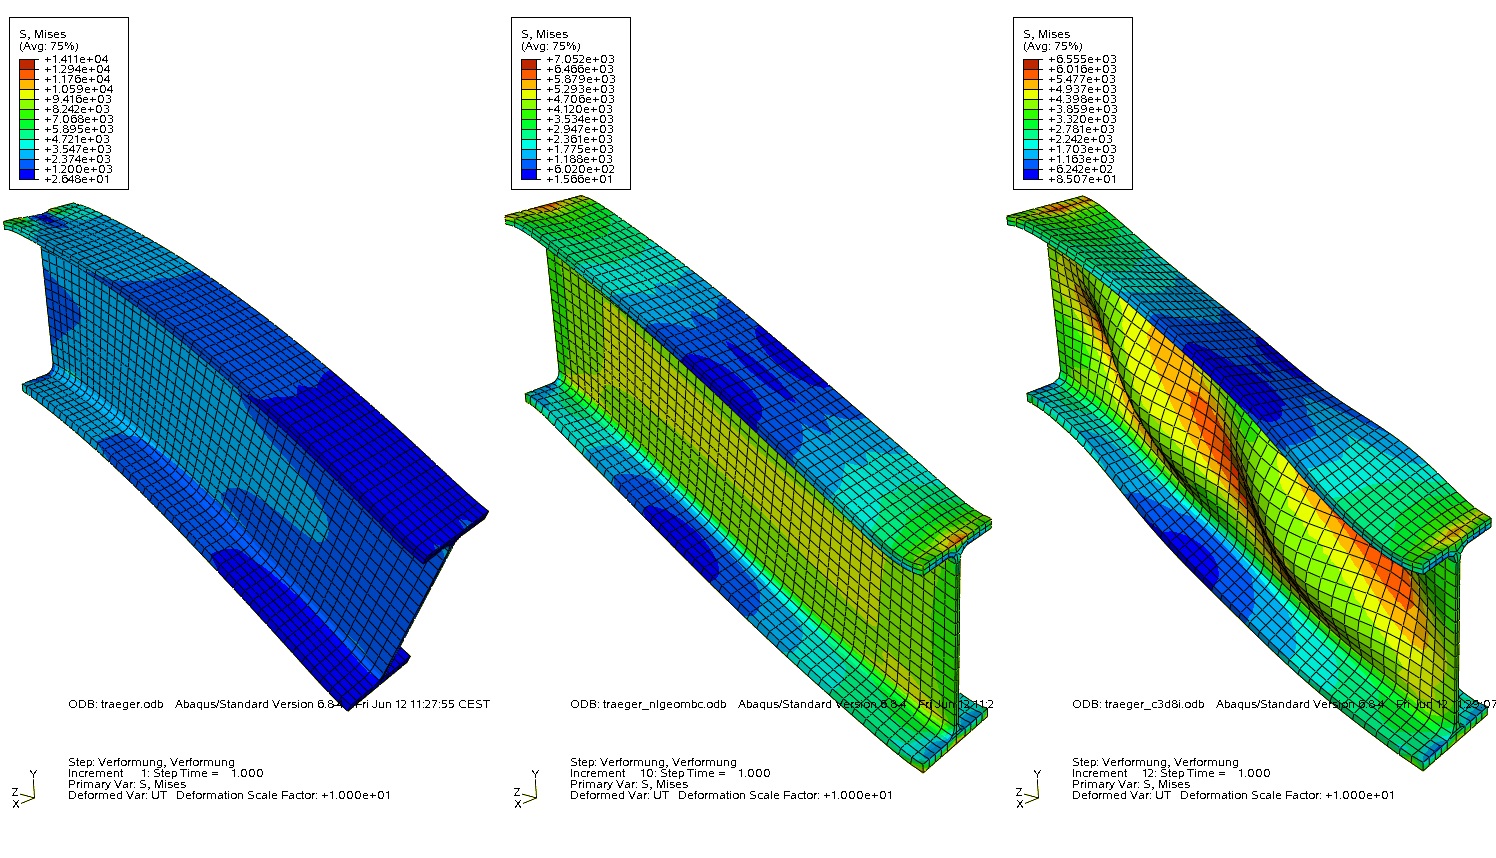 S, Mises
(Avg: 75%)
+1.411e+04
+1.294e+04
+1.176e+04
+1.059e+04
+9.416e+03
+8.242e+03
+7.068e+03
+5.895e+03
+4.721e+03
+3.547e+03
+2.374e+03
+1.200e+03
+2.648e+01
S, Mises
(Avg: 75%)
+7.052e+03
+6.466e+03
+5.879e+03
+5.293e+03
+4.706e+03
+4.120e+03
+3.534e+03
+2.947e+03
+2.361e+03
+1.775e+03
+1.188e+03
+6.020e+02
+1.566e+01
S, Mises
(Avg: 75%)
+6.555e+03
+6.016e+03
+5.477e+03
+4.937e+03
+4.398e+03
+3.859e+03
+3.320e+03
+2.781e+03
+2.242e+03
+1.703e+03
+1.163e+03
+6.242e+02
+8.507e+01
ODB: traeger.odb Abaqus/Standard Version 6.8-4 Fri Jun 12 11:27:55 CEST
Step: Verformung, Verformung
Increment 1: Step Time = 1.000
Primary Var: S, Mises
Deformed Var: UT Deformation Scale Factor: +1.000e+01
Y
Z
X
ODB: traeger_nlgeombc.odb Abaqus/Standard Version 6.8-4 Fri Jun 12 11:2
Step: Verformung, Verformung
Increment 10: Step Time = 1.000
Primary Var: S, Mises
Deformed Var: UT Deformation Scale Factor: +1.000e+01
Y
Z
X
ODB: traeger_c3d8i.odb Abaqus/Standard Version 6.8-4 Fri Jun 12
Step: Verformung, Verformung
Increment 12: Step Time = 1.000
Primary Var: S, Mises
Deformed Var: UT Deformation Scale Factor: +1.000e+01
Y
Z
X